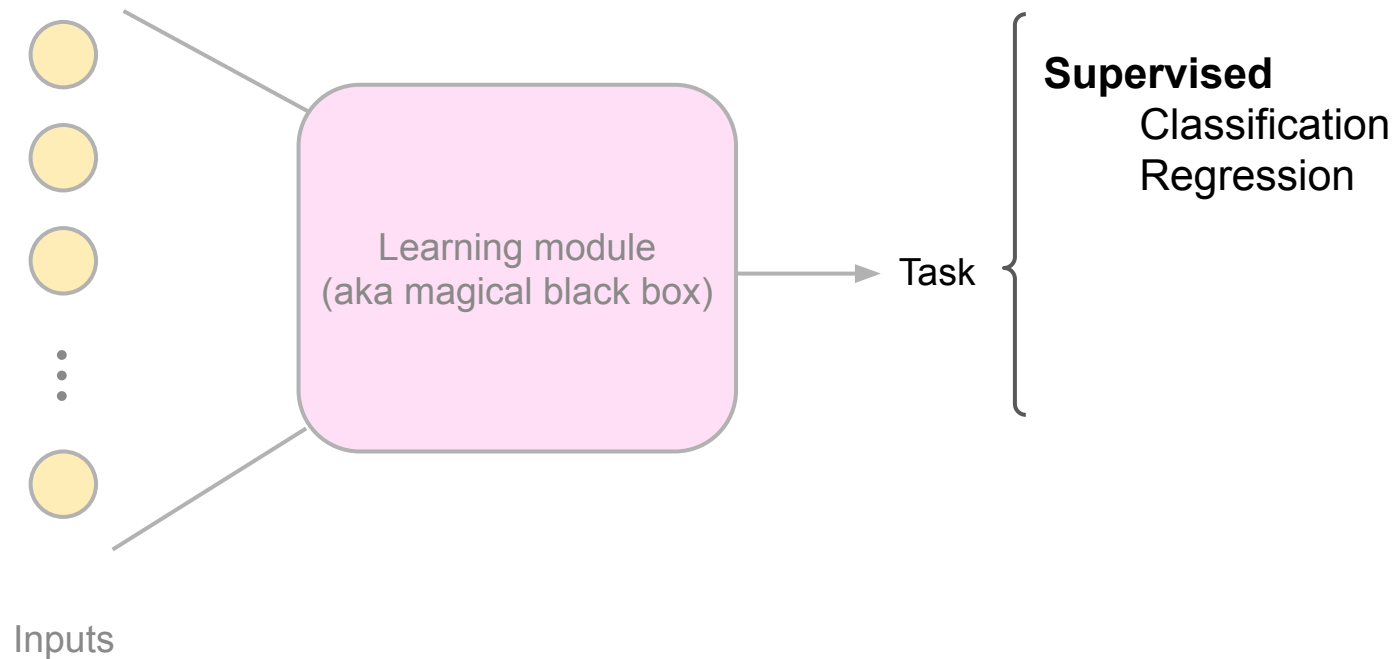 Supervised
Classification
Regression
Learning module
(aka magical black box)
Task
Inputs